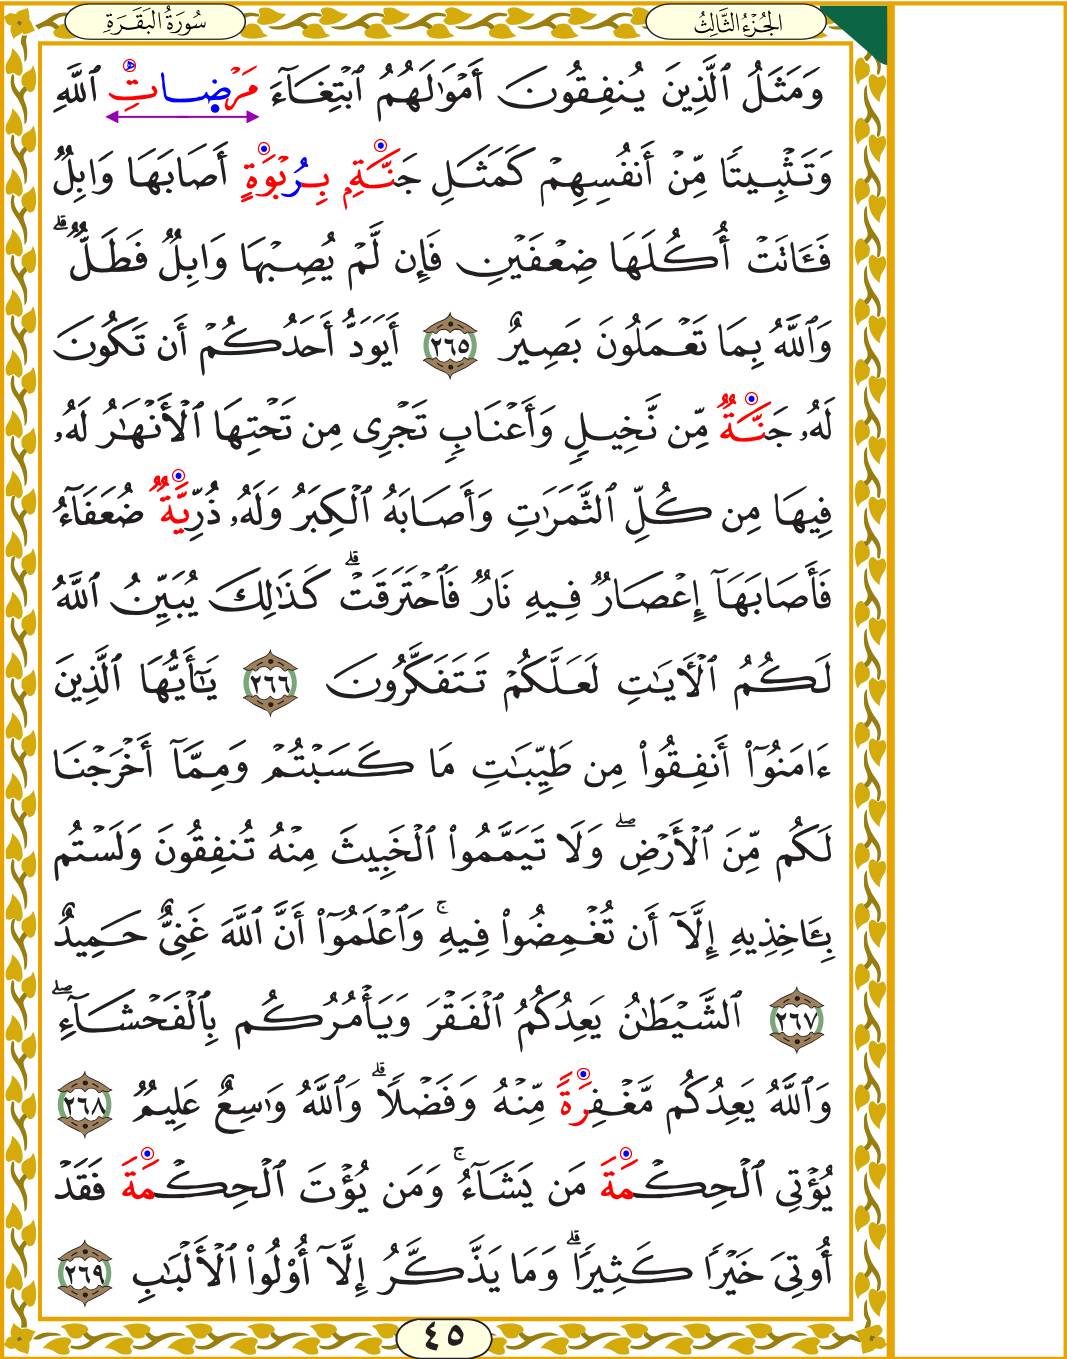 الجُزْءُ الثَّالِثُ
سُورَةُ البَقَرَةِ
وَمَثَلُ ٱلَّذِينَ يُنفِقُونَ أَمْوَٰلَهُمُ ٱبْتِغَآءَ مَرْضِاتِ ٱللَّهِ
وَتَثْبِيتًا مِّنْ أَنفُسِهِمْ كَمَثَلِ جَنَّةِۭ بِرُبْوَةٍ أَصَابَهَا وَابِلٌ
فَـَٔاتَتْ أُكُلَهَا ضِعْفَيْنِ فَإِن لَّمْ يُصِبْهَا وَابِلٌ فَطَلٌّ ۗ
وَٱللَّهُ بِمَا تَعْمَلُونَ بَصِيرٌ ٢٦٥ أَيَوَدُّ أَحَدُكُمْ أَن تَكُونَ
لَهُۥ جَنَّةٌ مِّن نَّخِيلٍ وَأَعْنَابٍ تَجْرِى مِن تَحْتِهَا ٱلْأَنْهَٰرُ لَهُۥ
فِيهَا مِن كُلِّ ٱلثَّمَرَٰتِ وَأَصَابَهُ ٱلْكِبَرُ وَلَهُۥ ذُرِّيَّةٌ ضُعَفَآءُ
فَأَصَابَهَآ إِعْصَارٌ فِيهِ نَارٌ فَٱحْتَرَقَتْ ۗ كَذَٰلِكَ يُبَيِّنُ ٱللَّهُ
لَكُمُ ٱلْـَٔايَٰتِ لَعَلَّكُمْ تَتَفَكَّرُونَ ٢٦٦ يَٰٓأَيُّهَا ٱلَّذِينَ
ءَامَنُوٓا۟ أَنفِقُوا۟ مِن طَيِّبَٰتِ مَا كَسَبْتُمْ وَمِمَّآ أَخْرَجْنَا
لَكُم مِّنَ ٱلْأَرْضِ ۖ وَلَا تَيَمَّمُوا۟ ٱلْخَبِيثَ مِنْهُ تُنفِقُونَ وَلَسْتُم
بِـَٔاخِذِيهِ إِلَّآ أَن تُغْمِضُوا۟ فِيهِ ۚ وَٱعْلَمُوٓا۟ أَنَّ ٱللَّهَ غَنِىٌّ حَمِيدٌ
٢٦٧ ٱلشَّيْطَٰنُ يَعِدُكُمُ ٱلْفَقْرَ وَيَأْمُرُكُم بِٱلْفَحْشَآءِ ۖ
وَٱللَّهُ يَعِدُكُم مَّغْفِرَةً مِّنْهُ وَفَضْلًا ۗ وَٱللَّهُ وَٰسِعٌ عَلِيمٌ ٢٦٨
يُؤْتِى ٱلْحِكْمَةَ مَن يَشَآءُ ۚ وَمَن يُؤْتَ ٱلْحِكْمَةَ فَقَدْ
أُوتِىَ خَيْرًا كَثِيرًا ۗ وَمَا يَذَّكَّرُ إِلَّآ أُو۟لُوا۟ ٱلْأَلْبَٰبِ ٢٦٩
٤٥